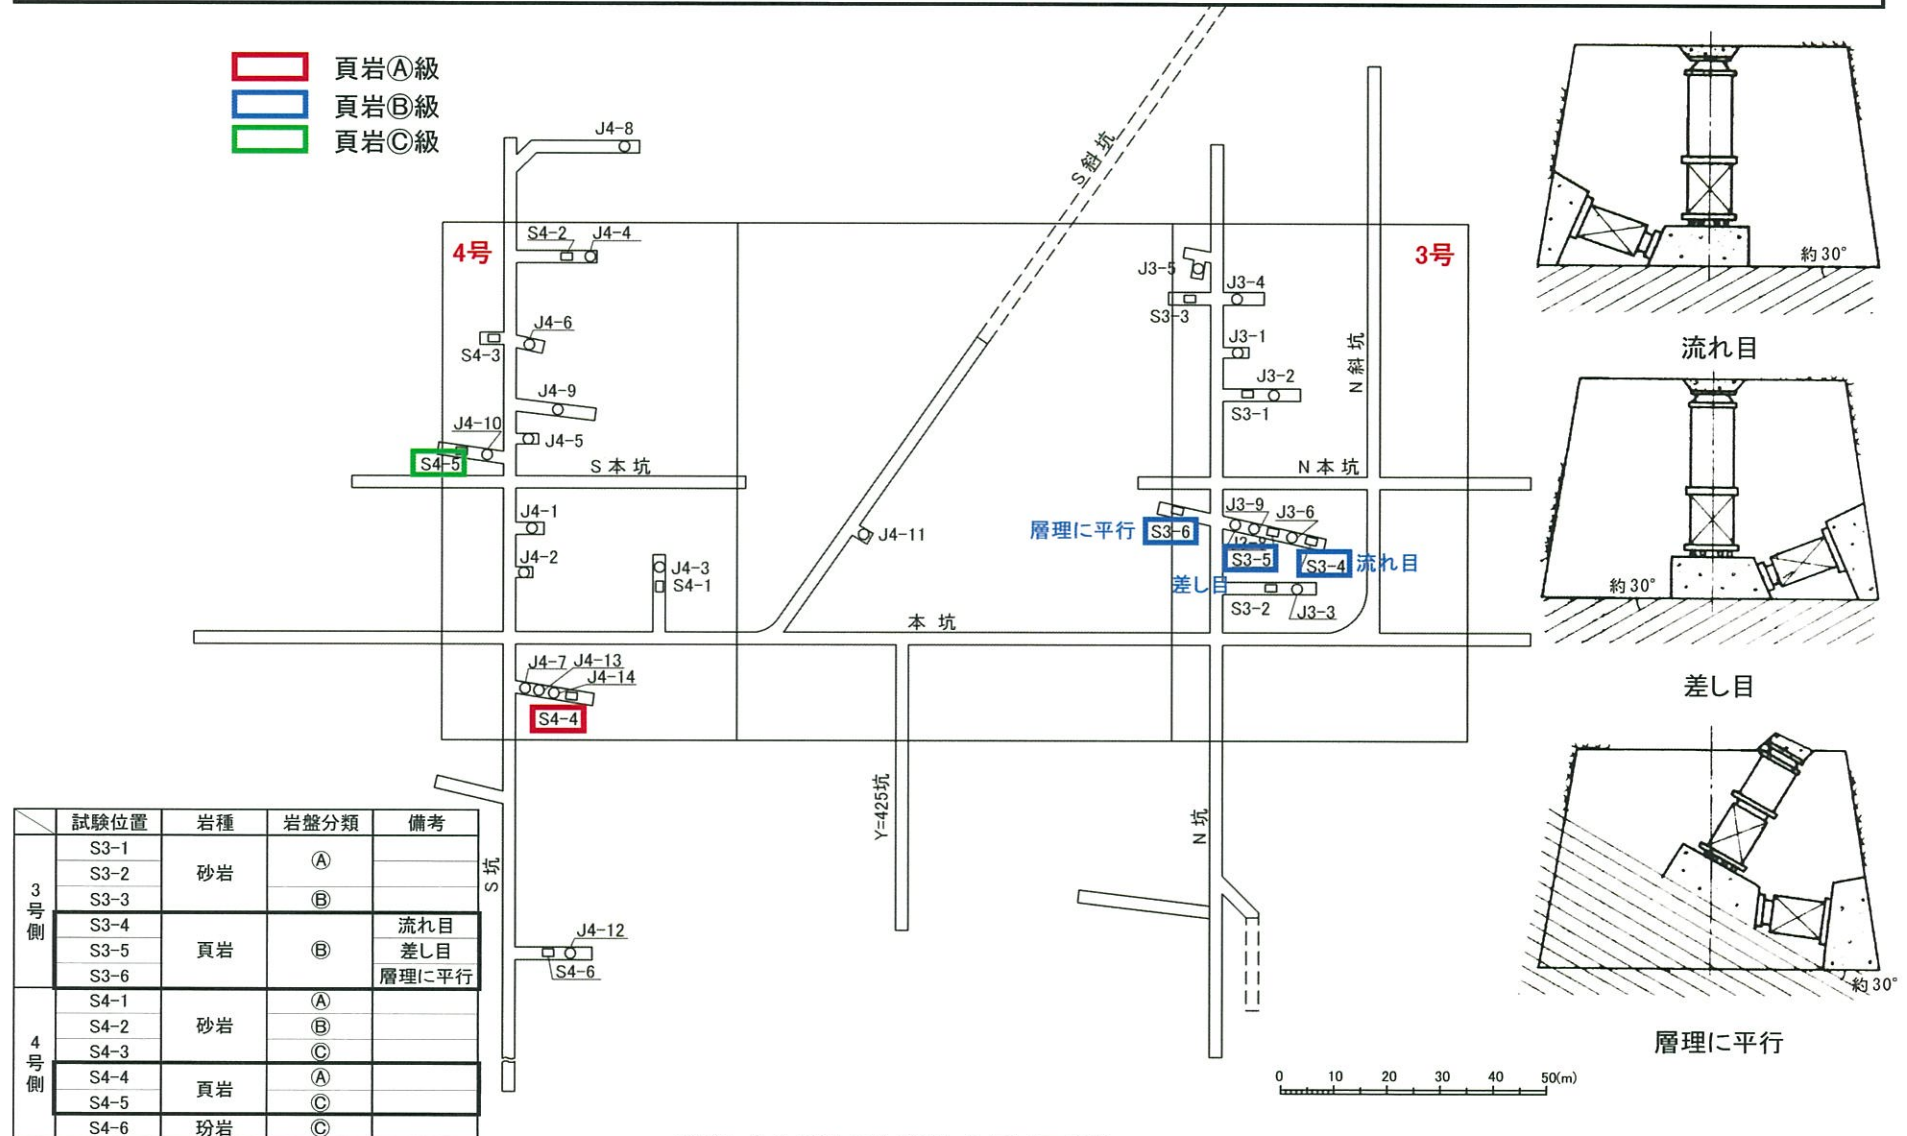 頁岩Ⓐ級
頁岩Ⓑ級
頁岩Ⓒ級
4号
3号
J4-8
S4-2
J4-4
J4-6
S4-3
J4-9
J4-10
J4-5
S4-5
S本坑
J4-1
J4-2
J4-3
S4-1
J4-7
J4-13
J4-14
S4-4
J4-12
S4-6
S坑
S斜坑
J4-11
本坑
Y=425坑
J3-5
J3-4
S3-3
J3-1
J3-2
S3-1
N斜坑
N本坑
J3-9
J3-6
層理に平行
S3-6
J3-8
S3-5
S3-4
流れ目
差し目
S3-2
J3-3
N坑
約30°
流れ目
約30°
差し目
約30°
層理に平行
0 10 20 30 40 50(m)
試験位置 岩種 岩盤分類 備考
3号側
S3-1 砂岩 Ⓐ
S3-2
S3-3 Ⓑ
S3-4 頁岩 Ⓑ 流れ目
S3-5 差し目
S3-6 層理に平行
4号側
S4-1 砂岩 Ⓐ
S4-2 Ⓑ
S4-3 Ⓒ
S4-4 頁岩 Ⓐ
S4-5 Ⓒ
S4-6 玢岩 Ⓒ